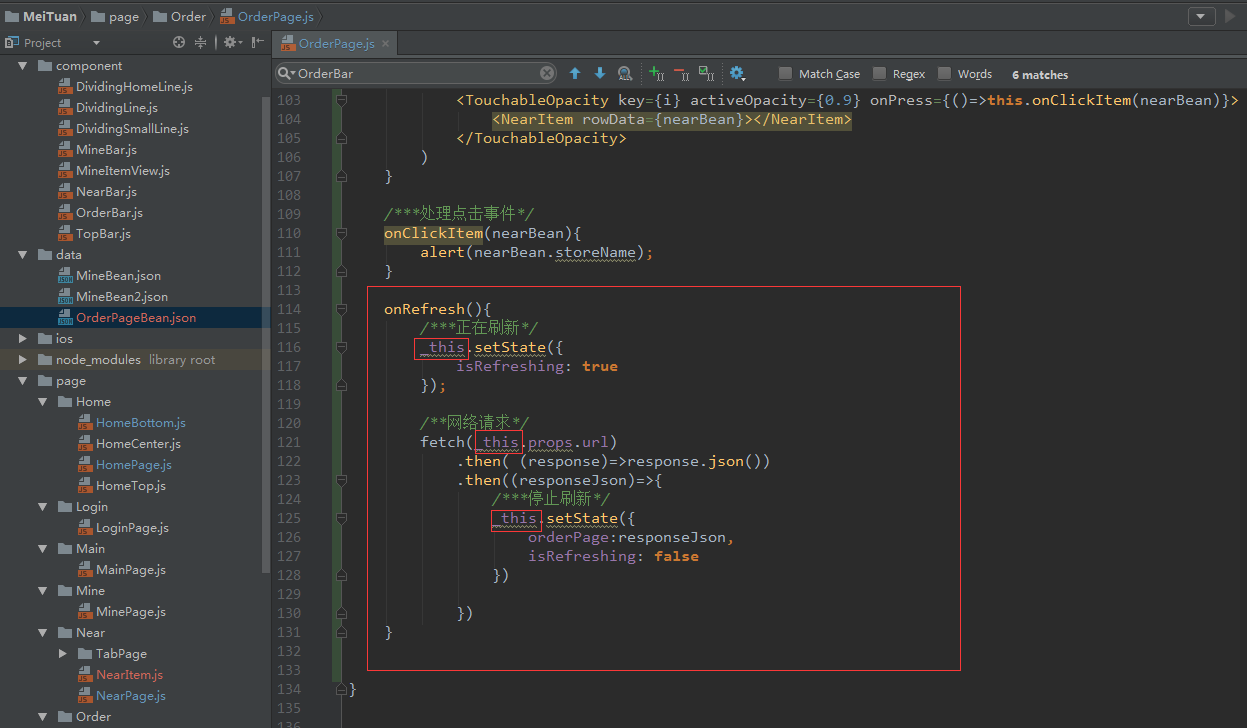 MeiTuan page Order OrderPage.js
Project
OrderPage.js
component
DividingHomeLine.js
DividingLine.js
DividingSmallLine.js
MineBar.js
MineItemView.js
NearBar.js
OrderBar.js
TopBar.js
data
MineBean.json
MineBean2.json
OrderPageBean.json
ios
node_modules library root
page
Home
HomeBottom.js
HomeCenter.js
HomePage.js
HomeTop.js
Login
LoginPage.js
Main
MainPage.js
Mine
MinePage.js
Near
TabPage
NearItem.js
NearPage.js
Order
OrderBar Match Case Regex Words 6 matches
103 <TouchableOpacity key={i} activeOpacity={0.9} onPress={()=>this.onClickItem(nearBean)}>
104 <NearItem rowData={nearBean}></NearItem>
105 </TouchableOpacity>
106 )
107 }
108
109 /***处理点击事件*/
110 onClickItem(nearBean){
111 alert(nearBean.storeName);
112 }
113
114 onRefresh(){
115 /***正在刷新*/
116 _this.setState({
117 isRefreshing: true
118 });
119
120 /**网络请求*/
121 fetch(_this.props.url)
122 .then( (response)=>response.json())
123 .then((responseJson)=>{
124 /***停止刷新*/
125 _this.setState({
126 orderPage:responseJson,
127 isRefreshing: false
128 })
129
130 })
131 }
132
133
134 }
135
136